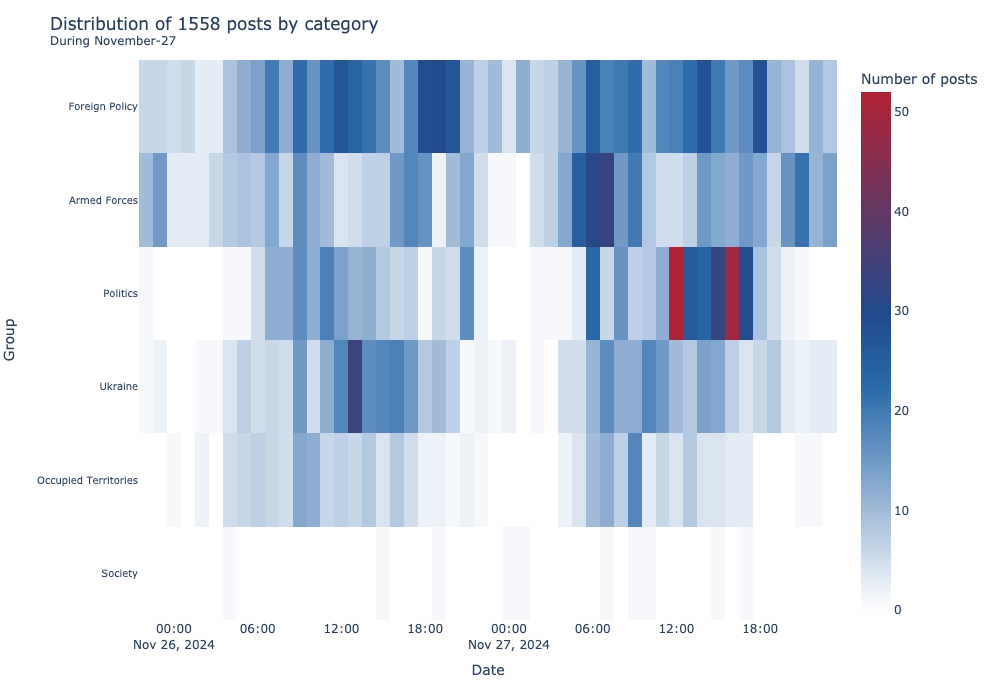 Distribution of 1558 posts by category
During November-27
Number of posts
Foreign Policy
Armed Forces
Politics
Ukraine
Occupied Territories
Society
Group
50
40
30
20
10
0
00:00 06:00 12:00 18:00 00:00 06:00 12:00 18:00
Nov 26, 2024 Nov 27, 2024
Date